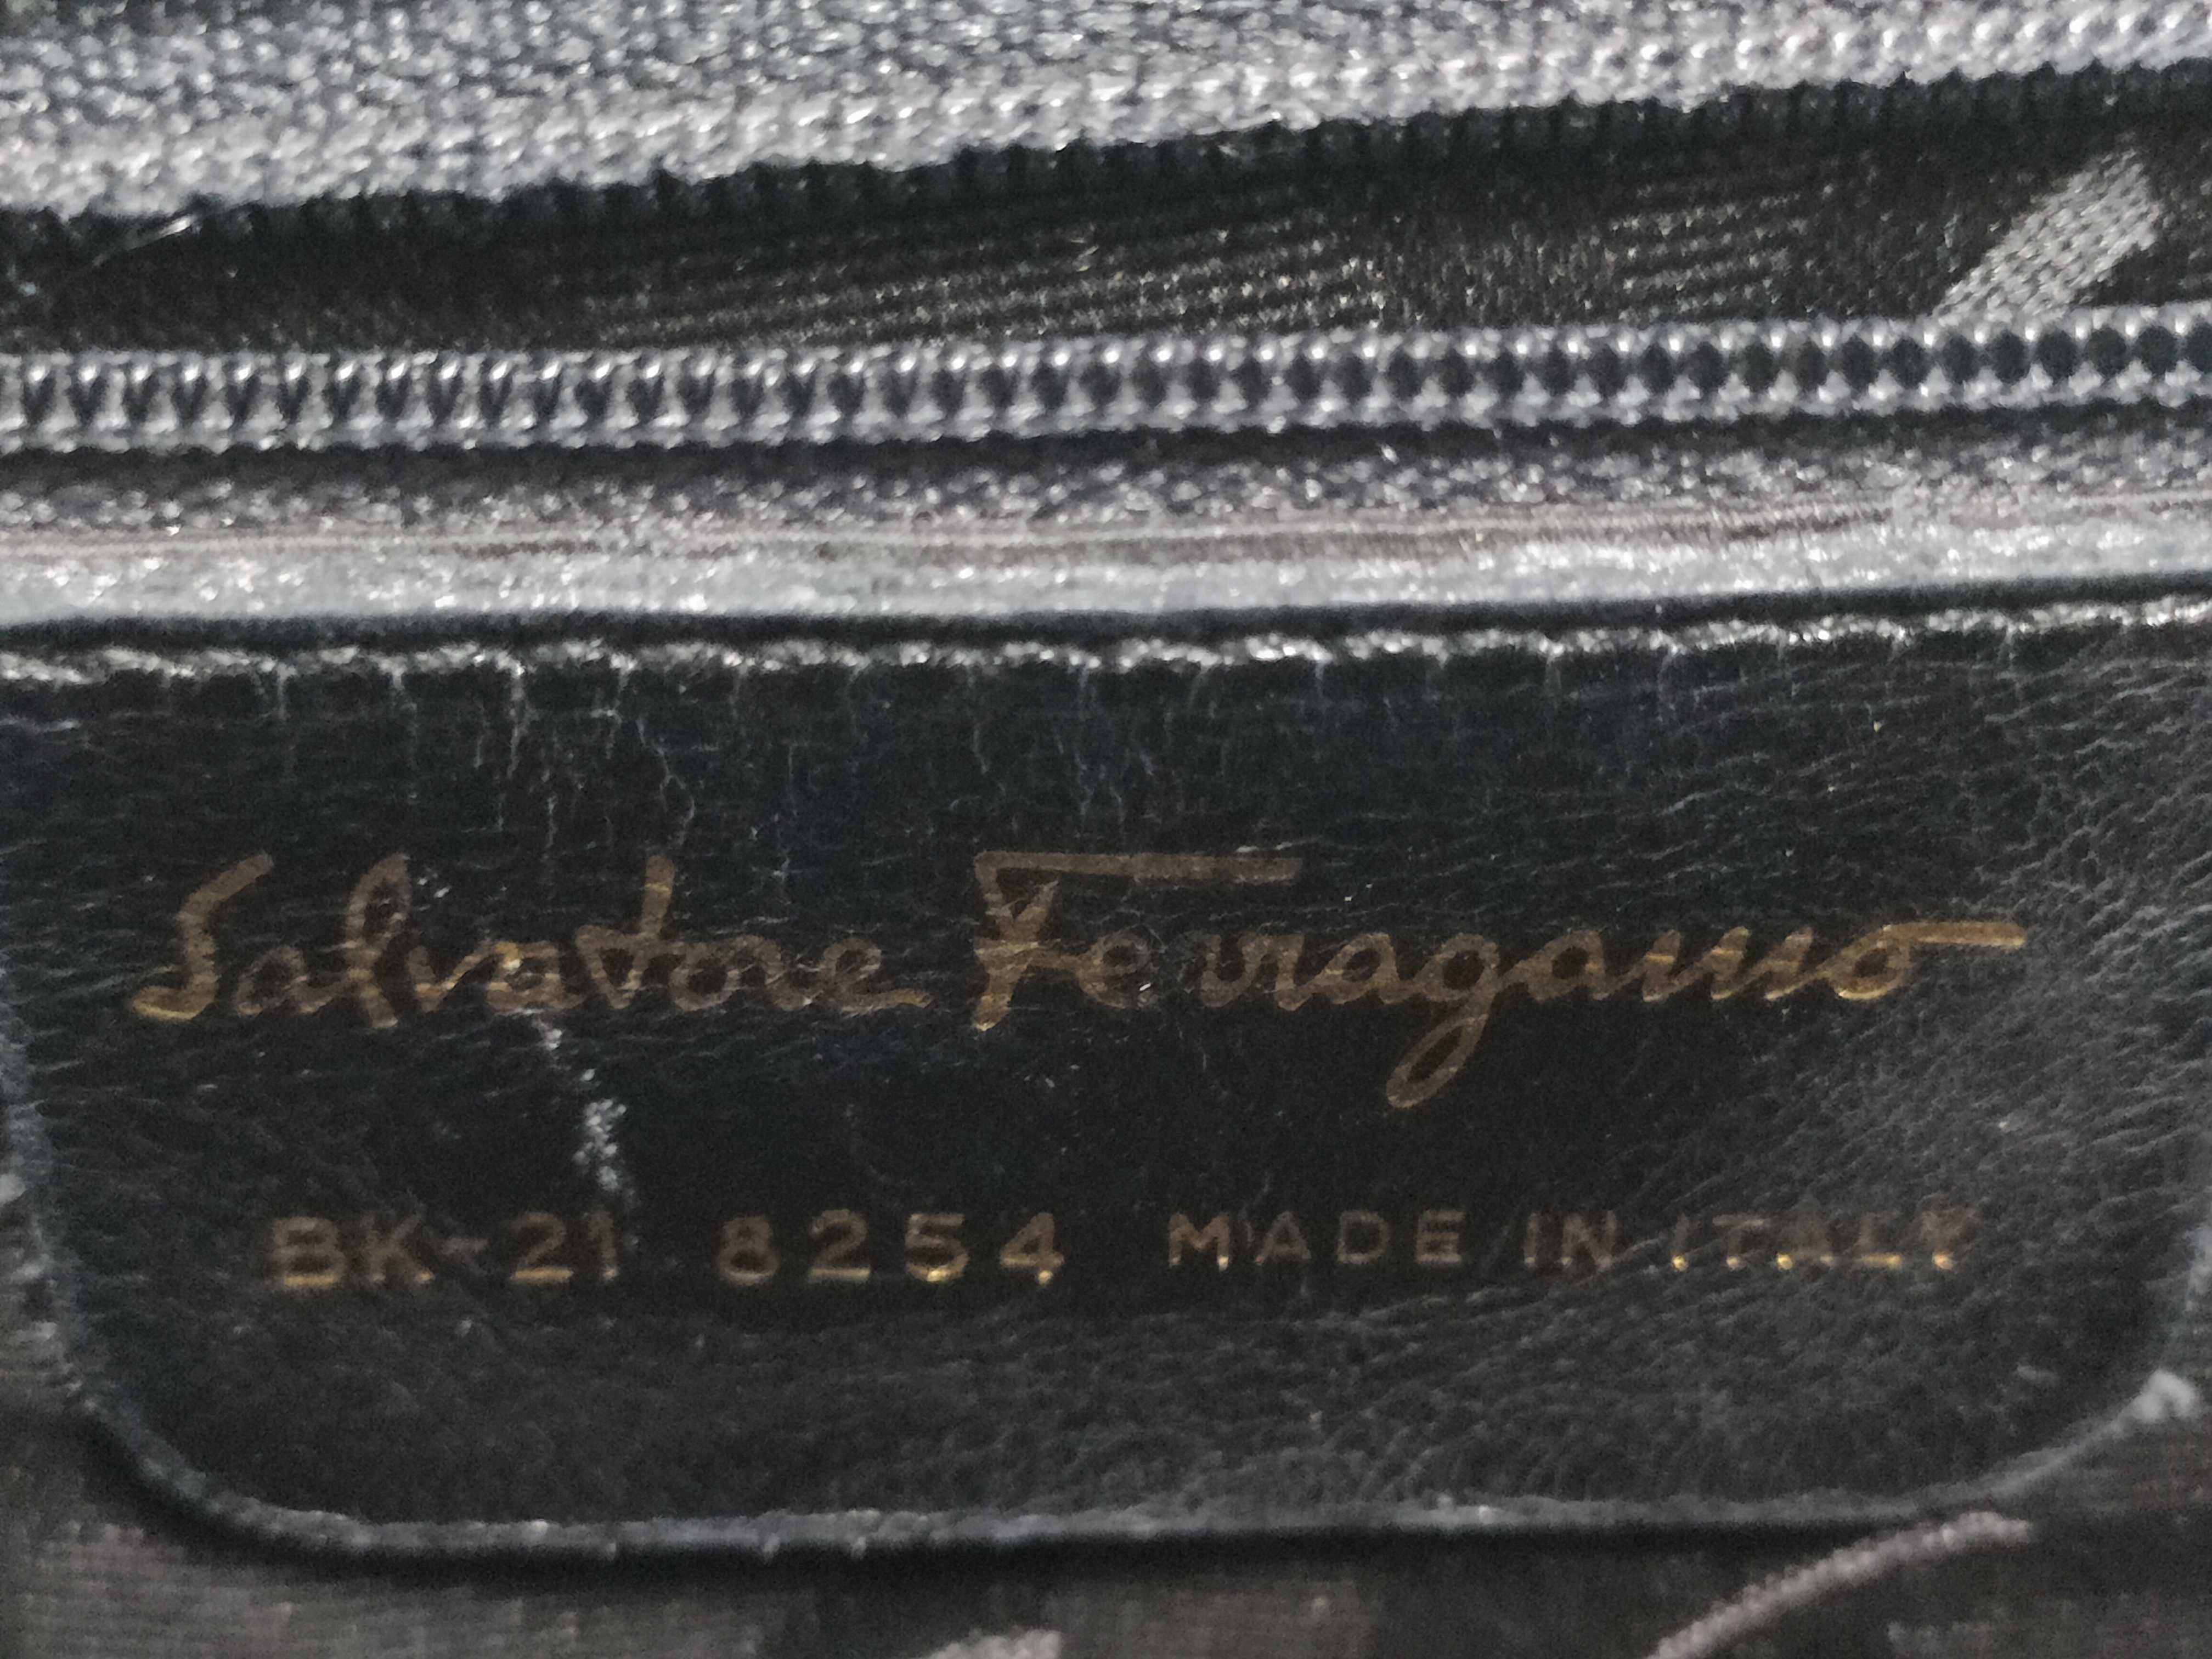 Salvatore Ferragamo
BK-21 8254 MADE IN ITALY